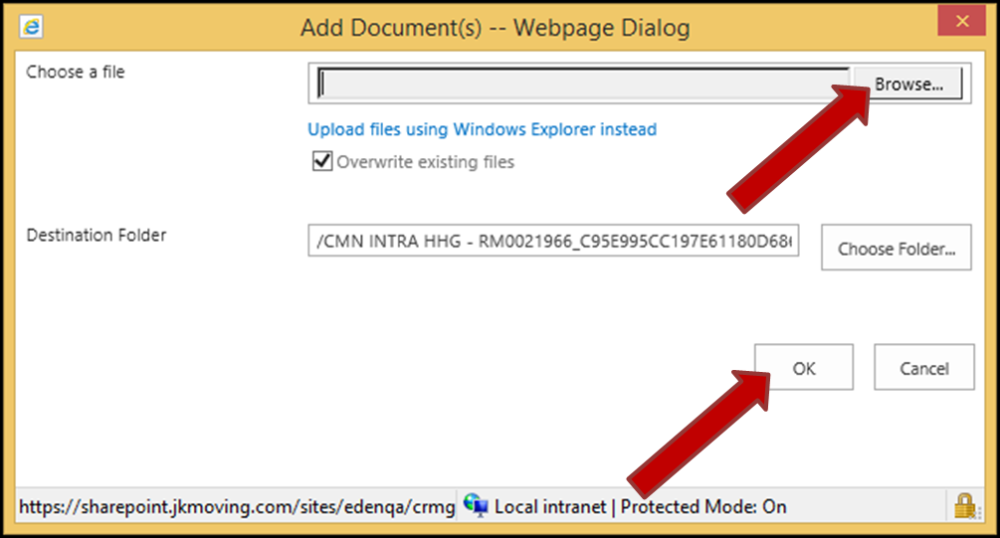 Add Document(s) -- Webpage Dialog
Choose a file
Browse...
Upload files using Windows Explorer instead
Overwrite existing files
Destination Folder
/CMN INTRA HHG - RM0021966_C95E995CC197E61180D68
Choose Folder...
OK
Cancel
https://sharepoint.jkmoving.com/sites/edenqa/crmg
Local intranet | Protected Mode: On